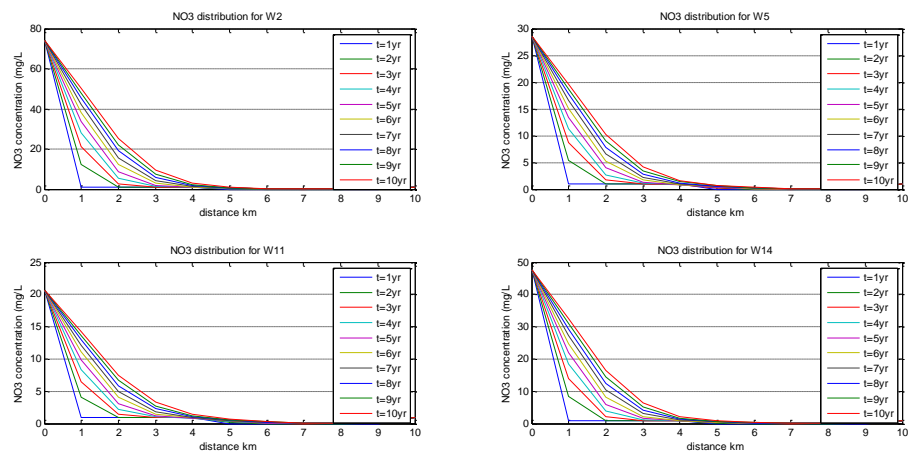 NO3 distribution for W2
NO3 concentration (mg/L)
80
60
40
20
0
0 1 2 3 4 5 6 7 8 9 10
distance km
t=1yr
t=2yr
t=3yr
t=4yr
t=5yr
t=6yr
t=7yr
t=8yr
t=9yr
t=10yr
NO3 distribution for W5
NO3 concentration (mg/L
30
25
20
15
10
5
0
0 1 2 3 4 5 6 7 8 9 10
distance km
t=1yr
t=2yr
t=3yr
t=4yr
t=5yr
t=6yr
t=7yr
t=8yr
t=9yr
t=10yr
NO3 distribution for W11
NO3 concentration (mg/L
25
20
15
10
5
0
0 1 2 3 4 5 6 7 8 9 10
distance km
t=1yr
t=2yr
t=3yr
t=4yr
t=5yr
t=6yr
t=7yr
t=8yr
t=9yr
t=10yr
NO3 distribution for W14
NO3 concentration (mg/L
50
40
30
20
10
0
0 1 2 3 4 5 6 7 8 9 10
distance km
t=1yr
t=2yr
t=3yr
t=4yr
t=5yr
t=6yr
t=7yr
t=8yr
t=9yr
t=10yr